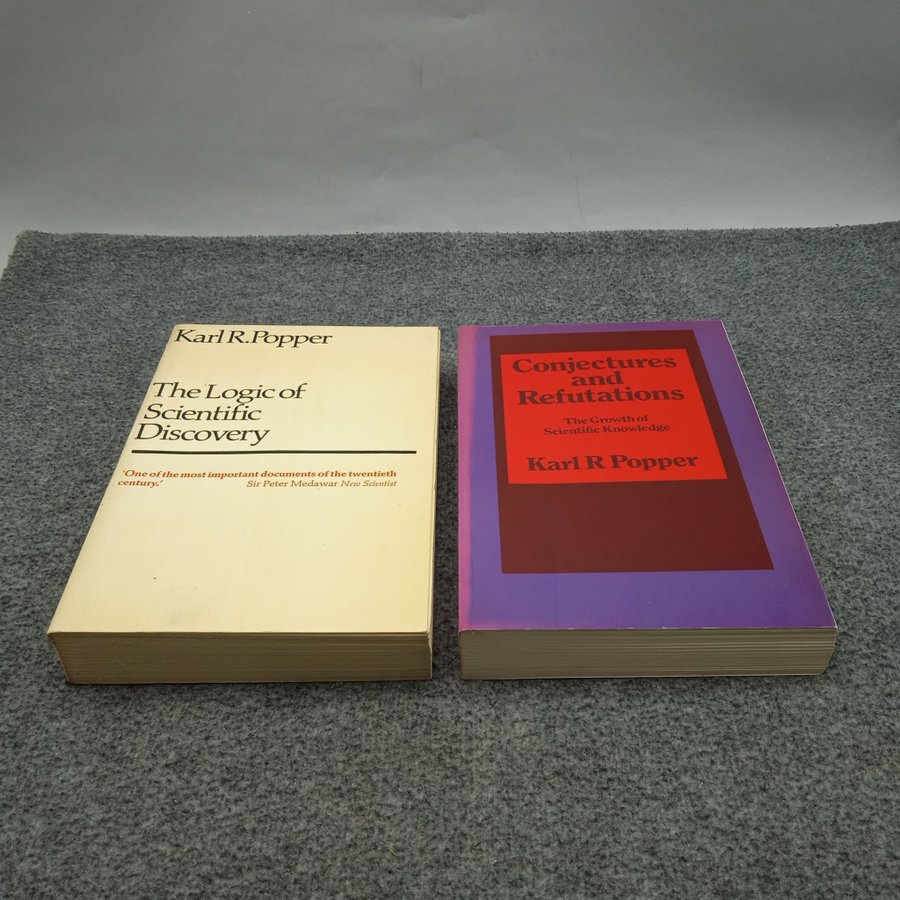 Karl R. Popper
The Logic of
Scientific
Discovery
'One of the most important documents of the twentieth
century.' Sir Peter Medawar New Scientist
Conjectures
and
Refutations
The Growth of
Scientific Knowledge
Karl R Popper